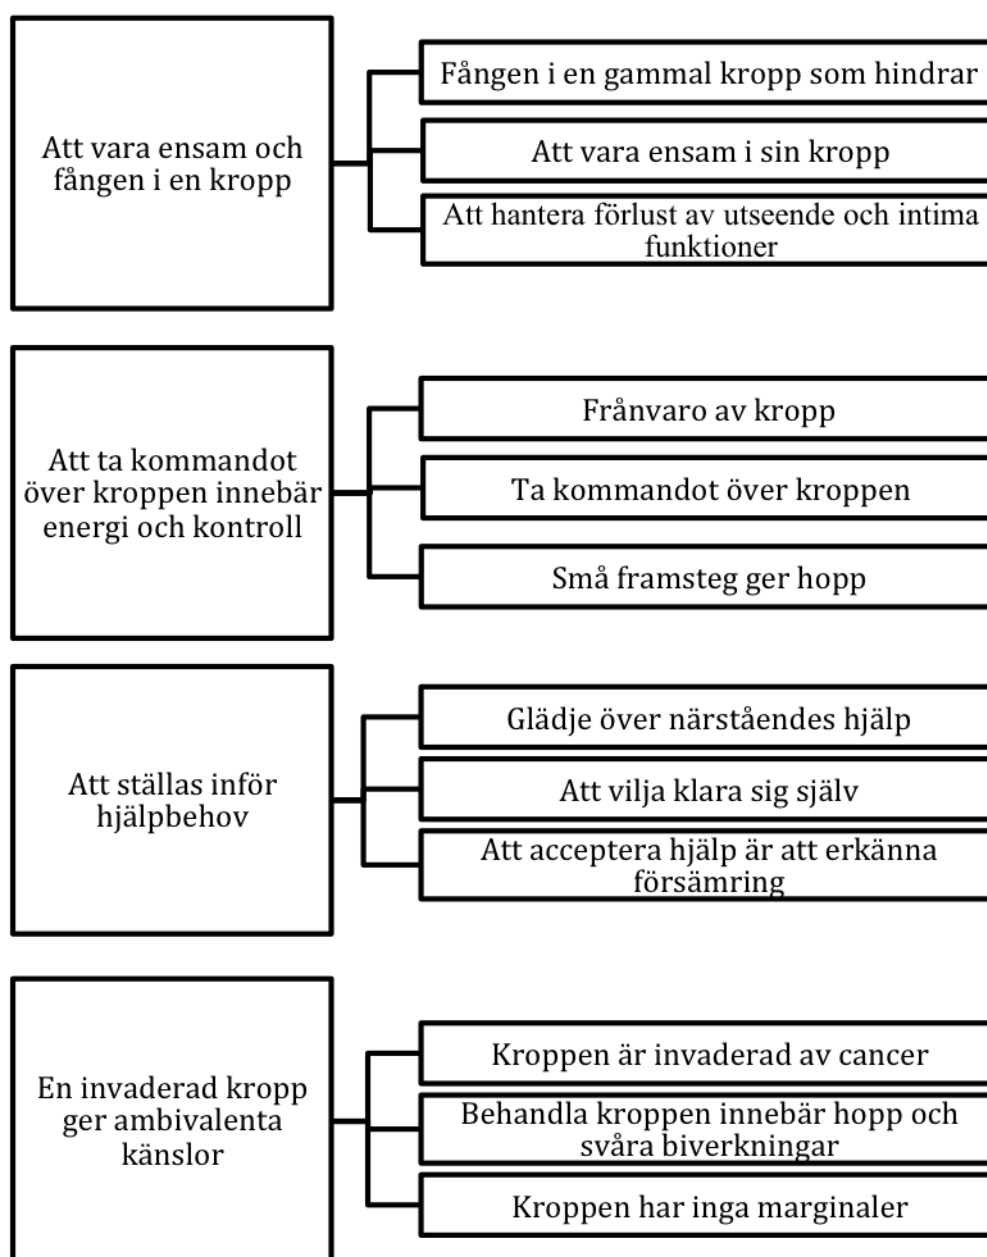 Att vara ensam och
fången i en kropp
Fången i en gammal kropp som hindrar
Att vara ensam i sin kropp
Att hantera förlust av utseende och intima
funktioner
Att ta kommandot
över kroppen innebär
energi och kontroll
Frånvaro av kropp
Ta kommandot över kroppen
Små framsteg ger hopp
Att ställas inför
hjälpbehov
Glädje över närståendes hjälp
Att vilja klara sig själv
Att acceptera hjälp är att erkänna
försämring
En invaderad kropp
ger ambivalenta
känslor
Kroppen är invaderad av cancer
Behandla kroppen innebär hopp och
svåra biverkningar
Kroppen har inga marginaler